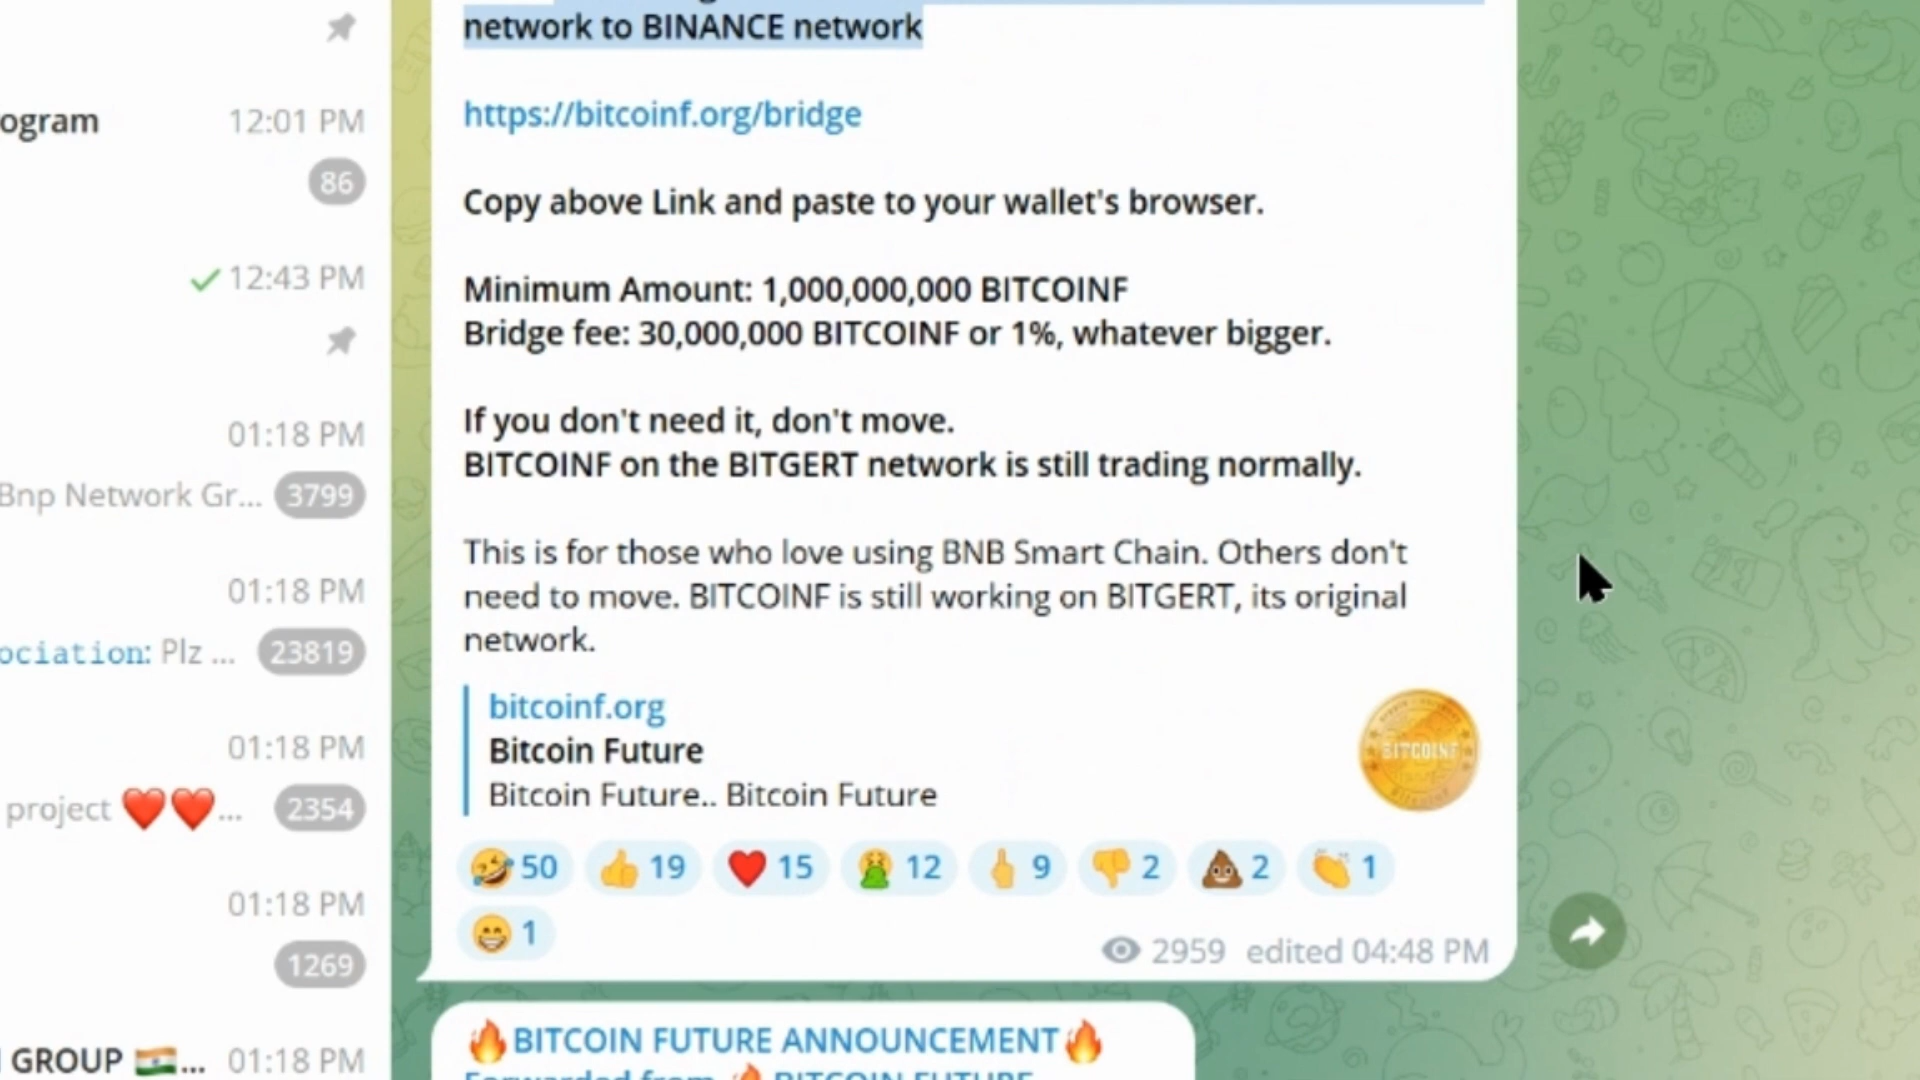 network to BINANCE network
https://bitcoinf.org/bridge
Copy above Link and paste to your wallet's browser.
Minimum Amount: 1,000,000,000 BITCOINF
Bridge fee: 30,000,000 BITCOINF or 1%, whatever bigger.
If you don't need it, don't move.
BITCOINF on the BITGERT network is still trading normally.
This is for those who love using BNB Smart Chain. Others don't
need to move. BITCOINF is still working on BITGERT, its original
network.
bitcoinf.org
Bitcoin Future
Bitcoin Future.. Bitcoin Future
BITCOINF
🤣 50 👍 19 ❤️ 15 🤮 12 🖕 9 👎 2 💩 2 👏 1
😁 1
2959 edited 04:48 PM
🔥BITCOIN FUTURE ANNOUNCEMENT🔥
Forwarded from 🔥 BITCOIN FUTURE
ogram 12:01 PM
86
12:43 PM
01:18 PM
Bnp Network Gr... 3799
01:18 PM
ociation: Plz ... 23819
01:18 PM
project ❤️❤️... 2354
01:18 PM
1269
GROUP 🇮🇳... 01:18 PM